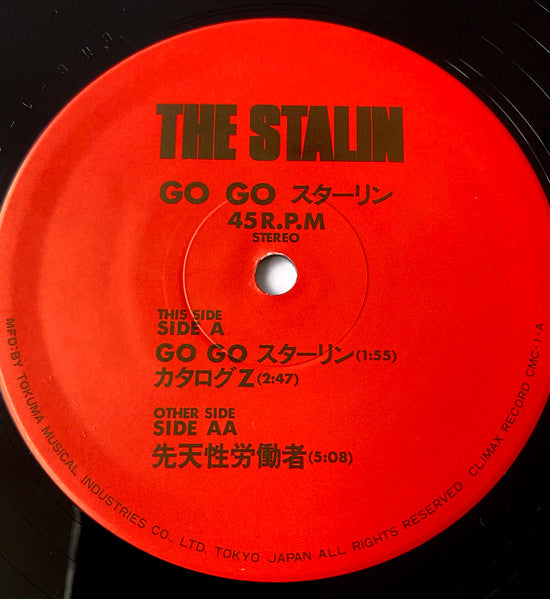 THE STALIN
GO GO スターリン
45 R.P.M
STEREO
THIS SIDE
SIDE A
GO GO スターリン(1:55)
カタログZ(2:47)
OTHER SIDE
SIDE AA
先天性労働者(5:08)
MFD:BY TOKUMA MUSICAL INDUSTRIES CO., LTD. TOKYO JAPAN ALL RIGHTS RESERVED CLIMAX RECORD CMC-1-A